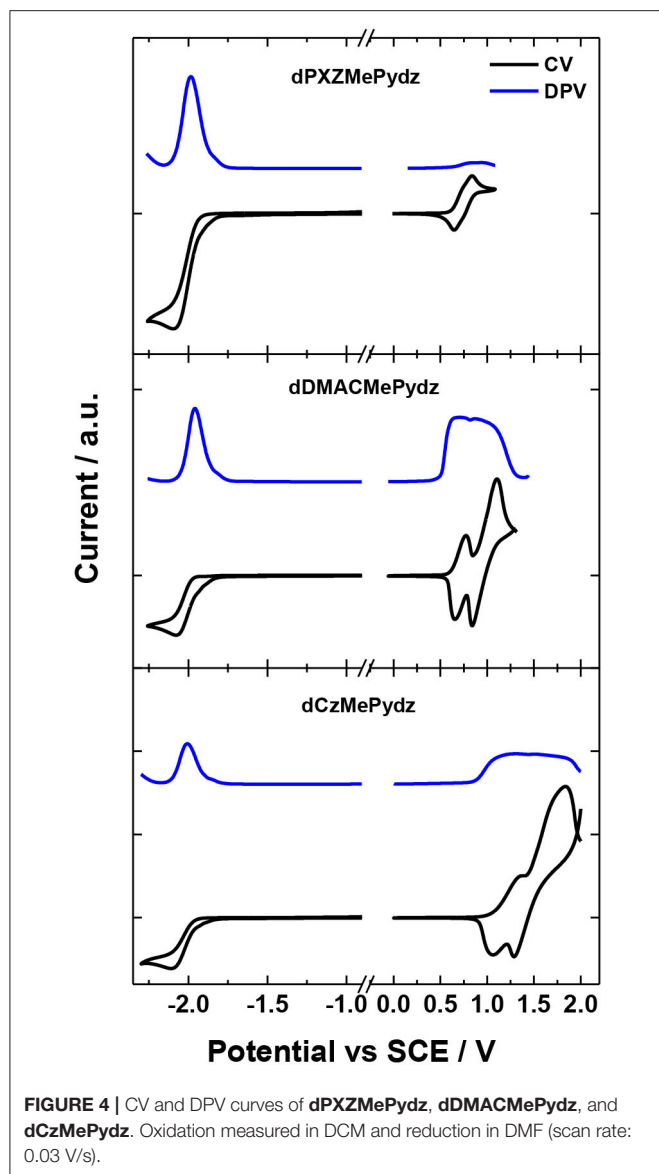 dPXZMePydz
CV
DPV
dDMACMePydz
dCzMePydz
Current / a.u.
-2.0 -1.5 -1.0 0.0 0.5 1.0 1.5 2.0
Potential vs SCE / V
FIGURE 4 | CV and DPV curves of dPXZMePydz, dDMACMePydz, and
dCzMePydz. Oxidation measured in DCM and reduction in DMF (scan rate:
0.03 V/s).